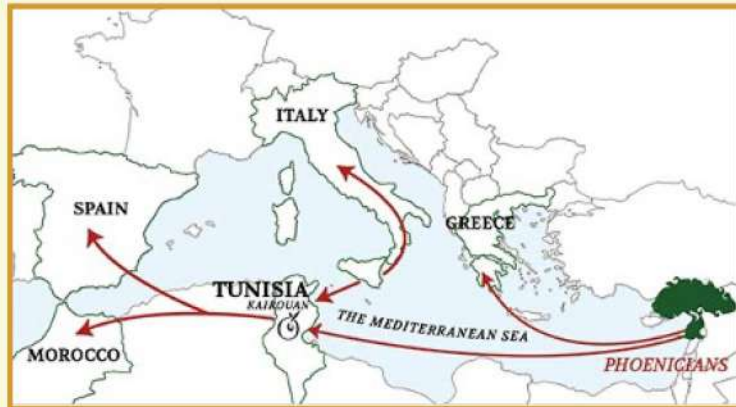 ITALY
SPAIN
GREECE
TUNISIA
KAIROUAN
THE MEDITERRANEAN SEA
MOROCCO
PHOENICIANS